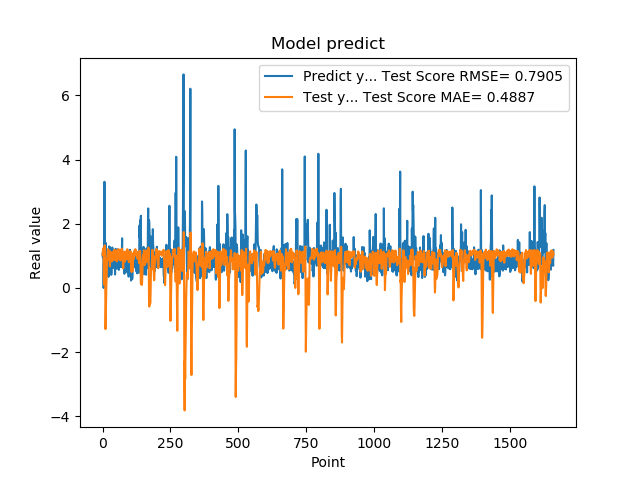 Model predict
Predict y... Test Score RMSE= 0.7905
Test y... Test Score MAE= 0.4887
Real value
6
4
2
0
−2
−4
0 250 500 750 1000 1250 1500
Point